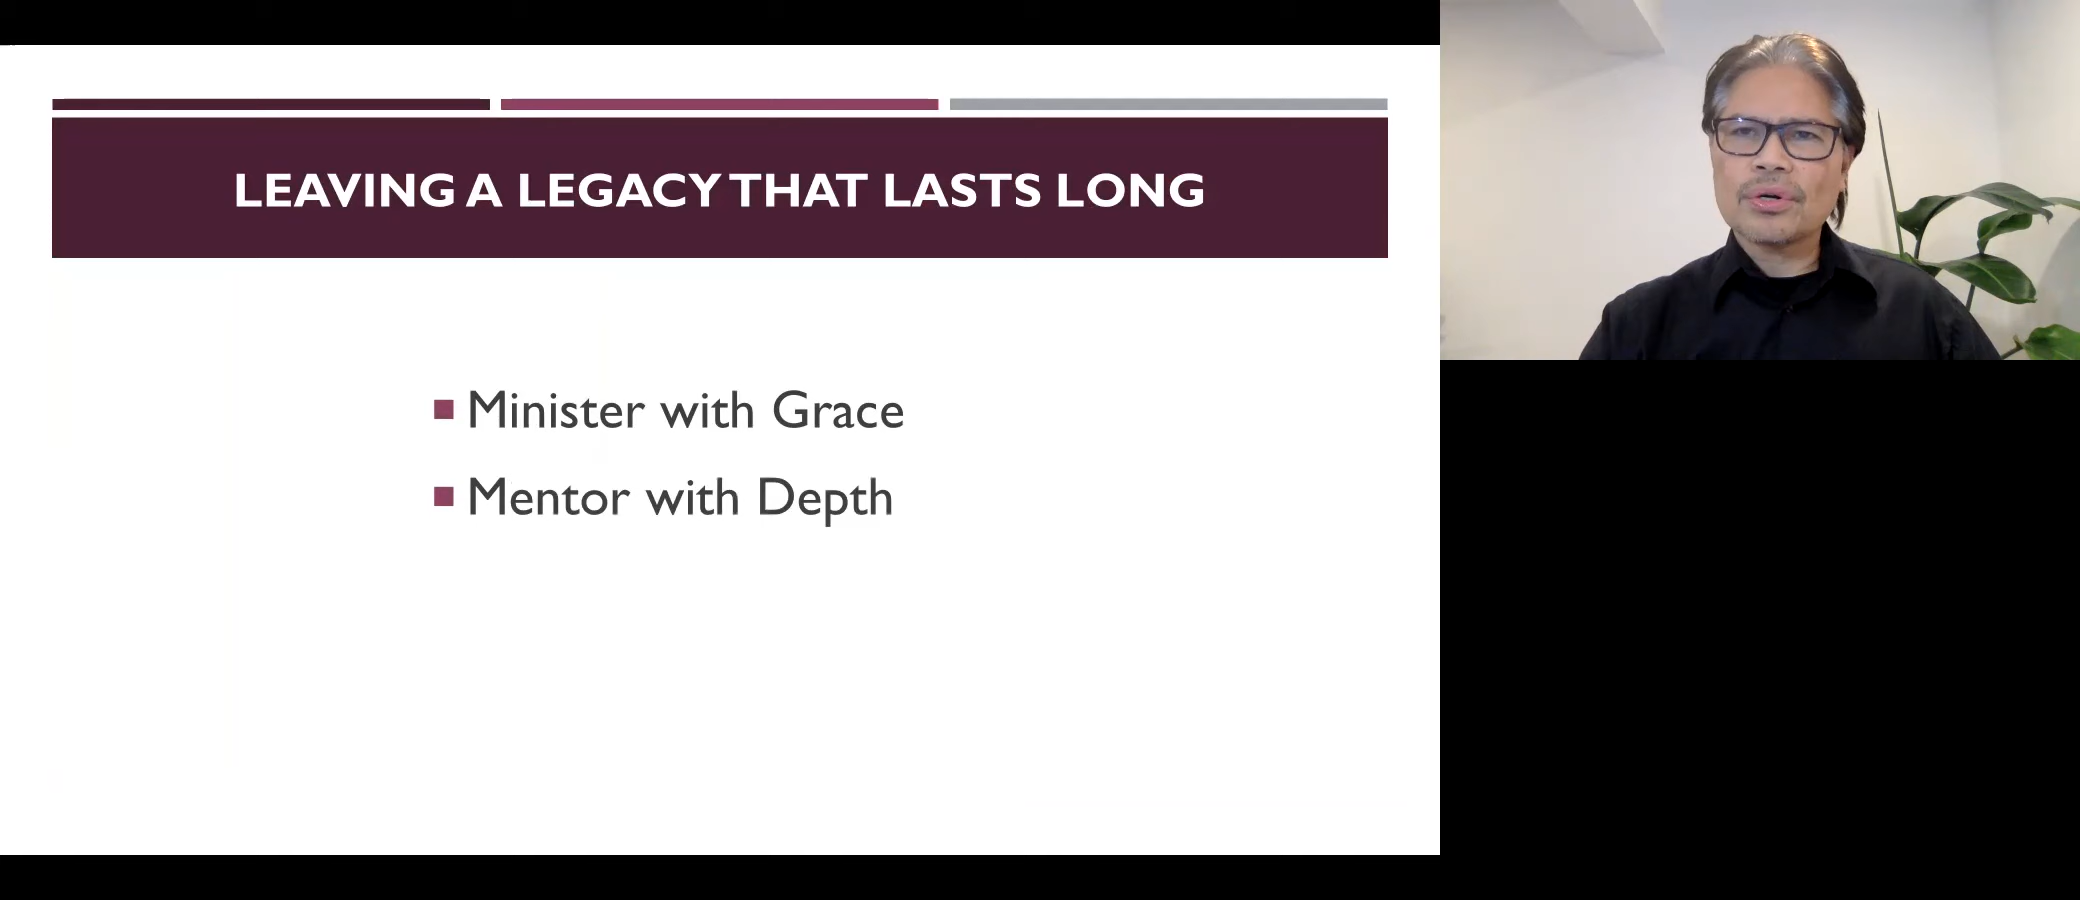 LEAVING A LEGACY THAT LASTS LONG
Minister with Grace
Mentor with Depth